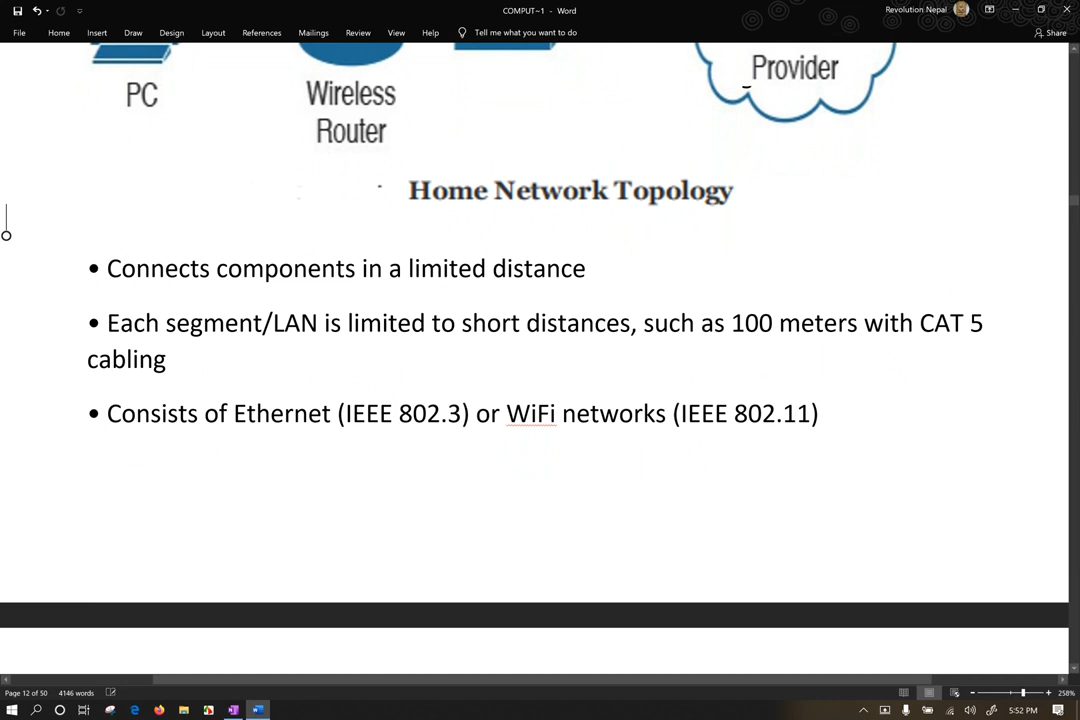 COMPUT~1 - Word
Revolution Nepal
File Home Insert Draw Design Layout References Mailings Review View Help Tell me what you want to do Share
PC
Wireless
Router
Provider
Home Network Topology
• Connects components in a limited distance
• Each segment/LAN is limited to short distances, such as 100 meters with CAT 5
cabling
• Consists of Ethernet (IEEE 802.3) or WiFi networks (IEEE 802.11)
Page 12 of 50 4146 words 258%
5:52 PM